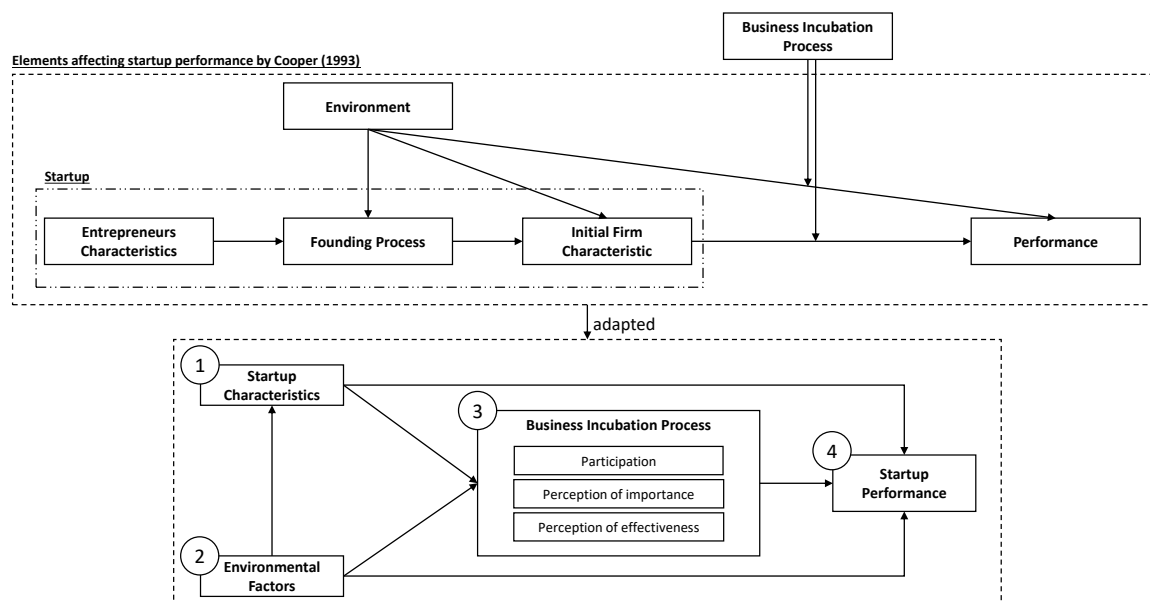 Business Incubation
Process
Elements affecting startup performance by Cooper (1993)
Environment
Startup
Entrepreneurs
Characteristics
Founding Process
Initial Firm
Characteristic
Performance
adapted
1
Startup
Characteristics
3
Business Incubation Process
Participation
Perception of importance
Perception of effectiveness
4
Startup
Performance
2
Environmental
Factors